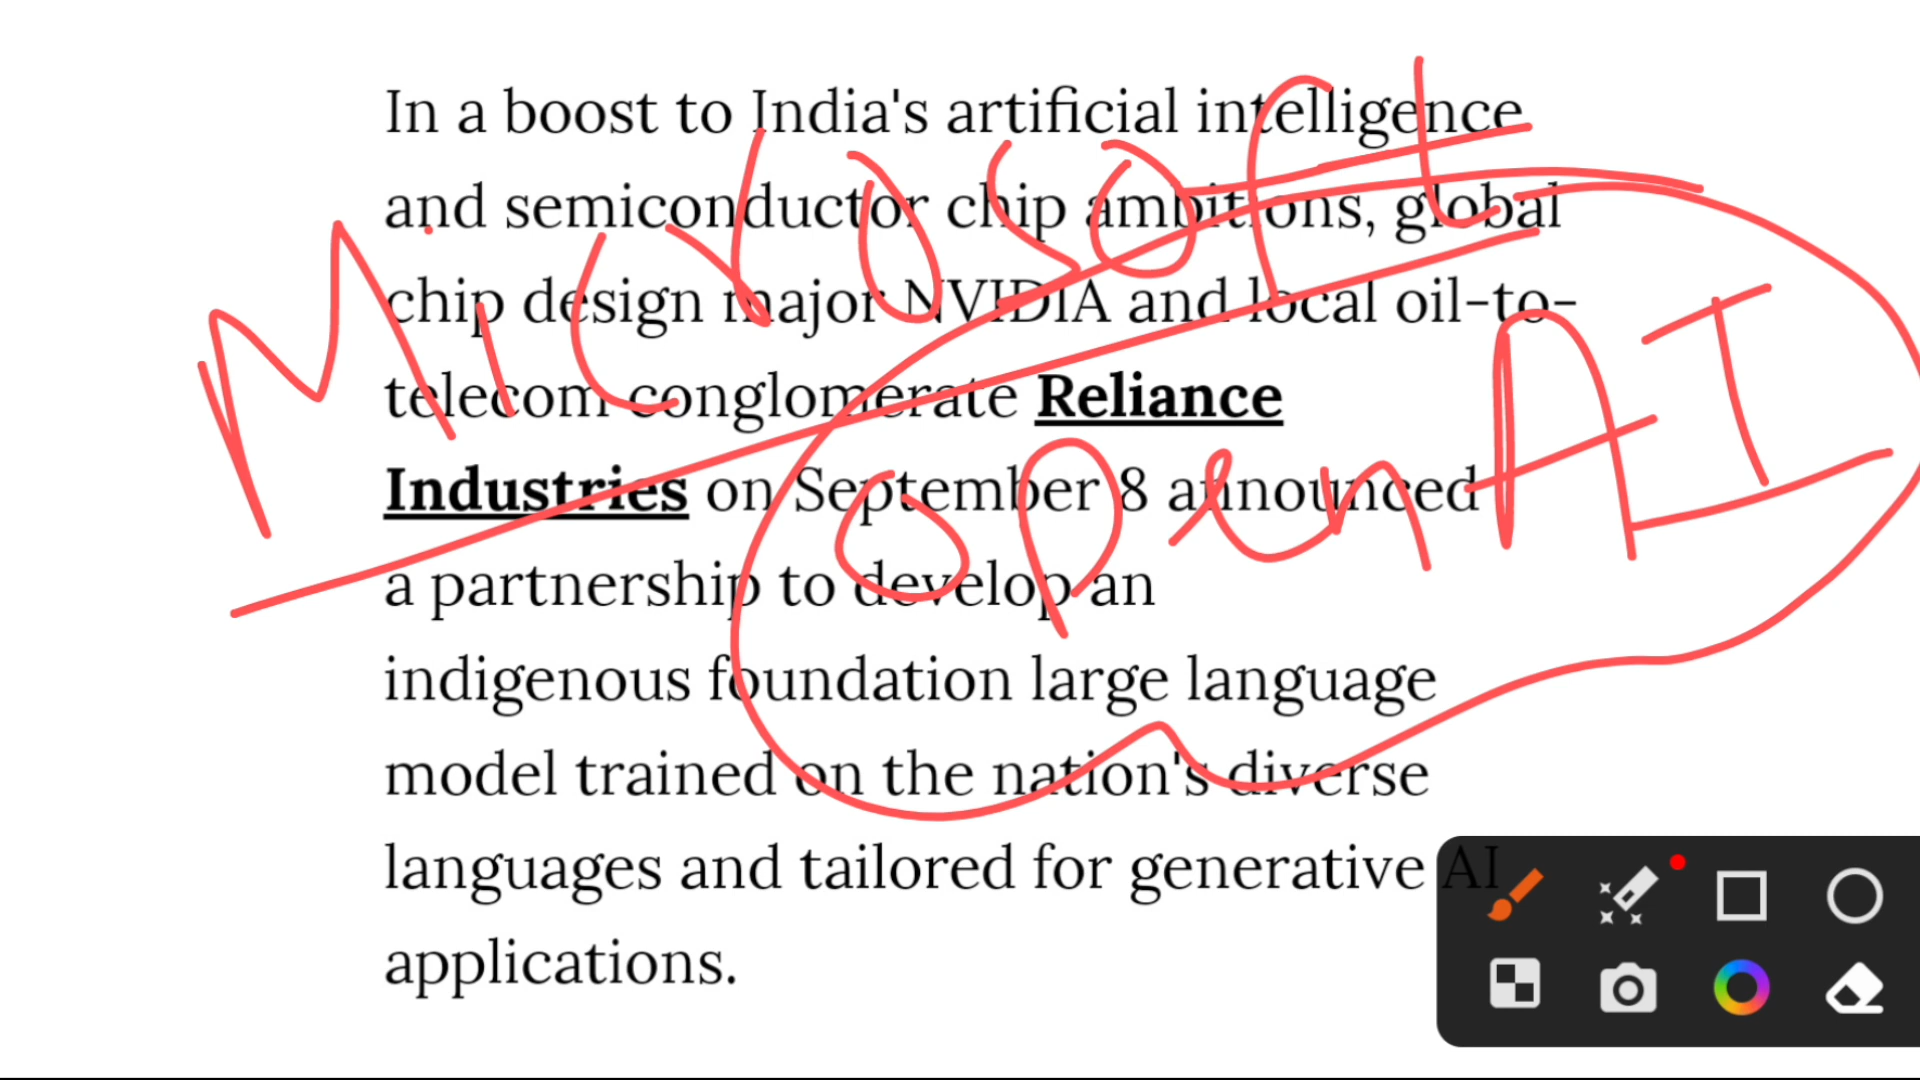 In a boost to India's artificial intelligence
and semiconductor chip ambitions, global
chip design major NVIDIA and local oil-to-
telecom conglomerate Reliance
Industries on September 8 announced
a partnership to develop an
indigenous foundation large language
model trained on the nation's diverse
languages and tailored for generative AI
applications.
Microsoft
openAI